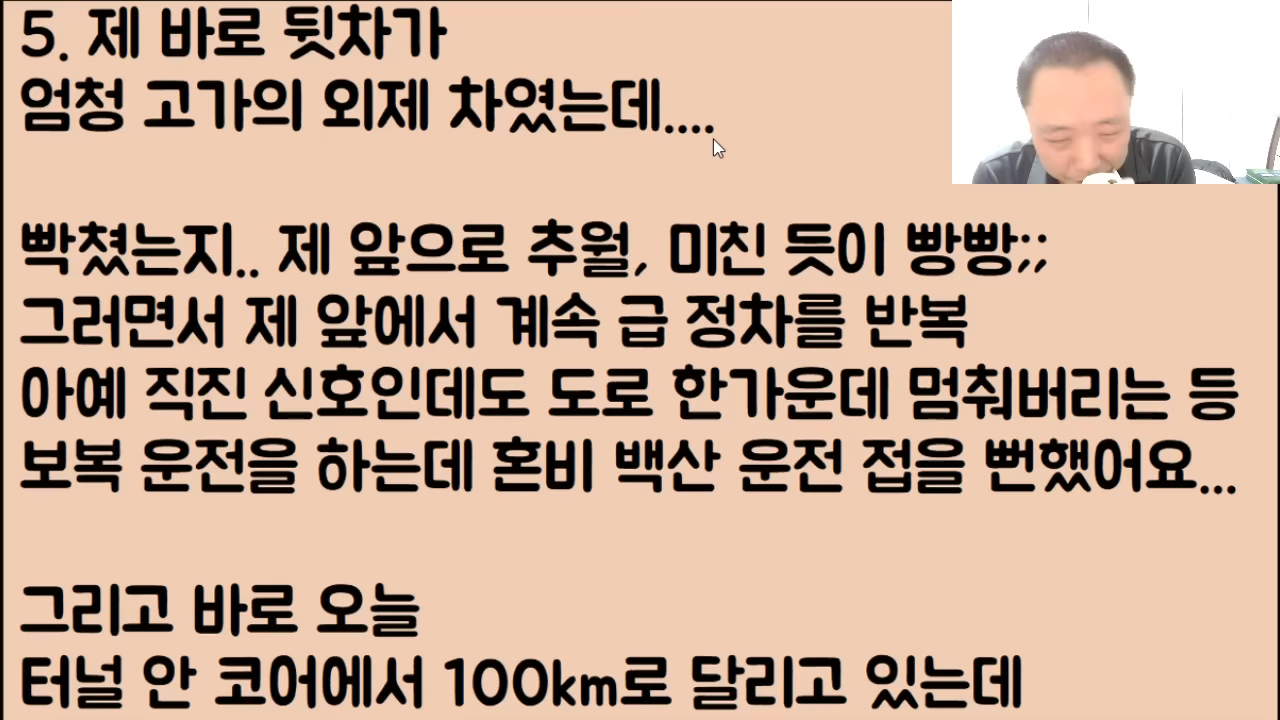 5. 제 바로 뒷차가
엄청 고가의 외제 차였는데....
빡쳤는지.. 제 앞으로 추월, 미친 듯이 빵빵;;
그러면서 제 앞에서 계속 급 정차를 반복
아예 직진 신호인데도 도로 한가운데 멈춰버리는 등
보복 운전을 하는데 혼비 백산 운전 접을 뻔했어요...
그리고 바로 오늘
터널 안 코어에서 100km로 달리고 있는데